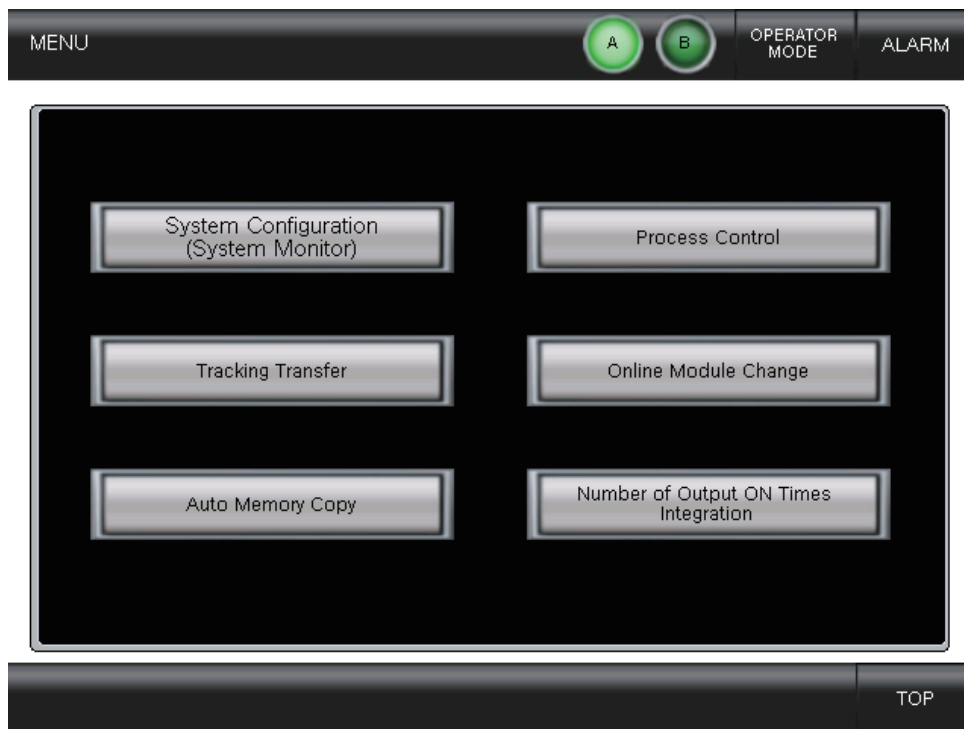 MENU
A
B
OPERATOR
MODE
ALARM
System Configuration
(System Monitor)
Process Control
Tracking Transfer
Online Module Change
Auto Memory Copy
Number of Output ON Times
Integration
TOP